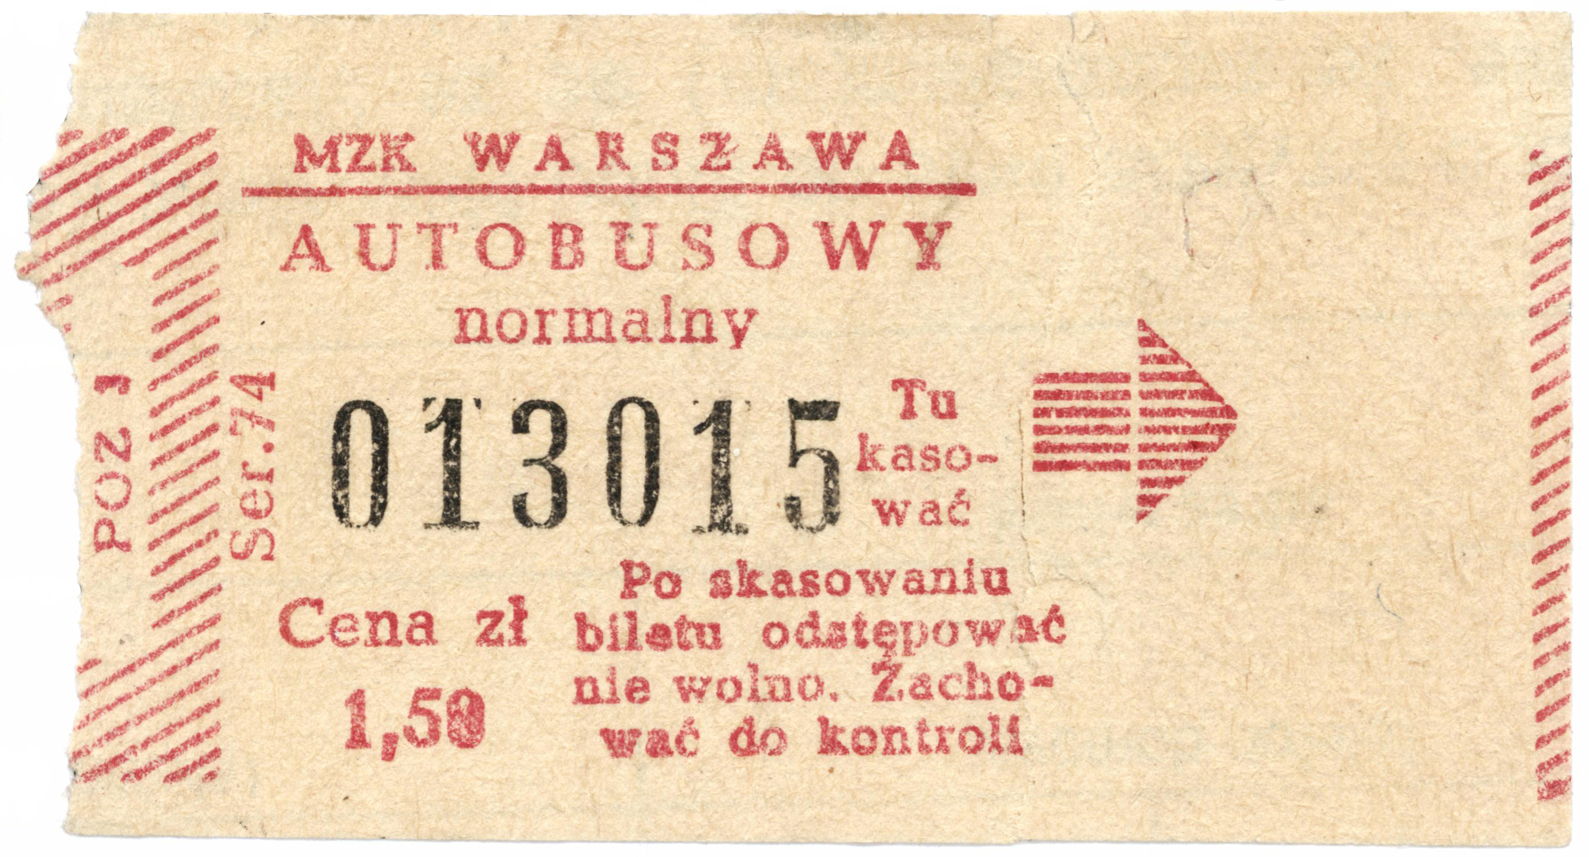 MZK WARSZAWA
AUTOBUSOWY
normalny
POZ 1
Ser.74
013015
Tu
kaso-
wać
Cena zł
1,50
Po skasowaniu
biletu odstępować
nie wolno. Zacho-
wać do kontroli